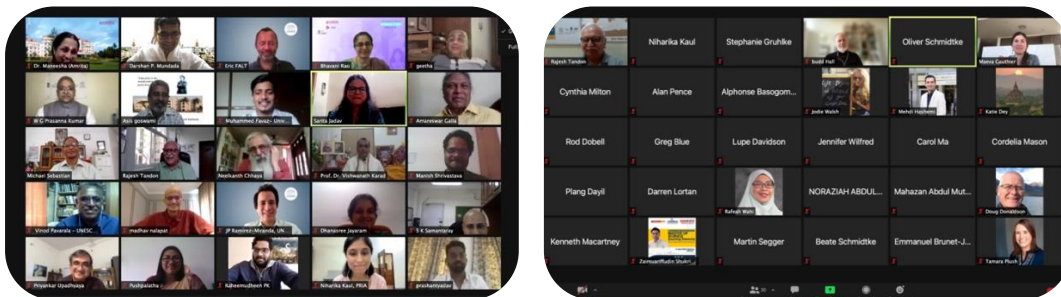 Dr. Maneesha (Amrita)
Darshan P. Mundada
Eric FALT
Bhavani Rao
geetha
Full
W G Prasanna Kumar
Asis goswami
Mohammed Favaz- Univ...
Sarita Jadav
Amareswar Galla
Michael Sebastian
Rajesh Tandon
Neelkanth Chhaya
Prof. Dr. Vishwanath Karad
Manish Shrivastava
Vinod Pavarala – UNESC...
madhav nalapat
JP Ramirez-Miranda, UN...
Dhanasree Jayaram
S K Samantaray
Priyankar Upadhyaya
Pushpalatha
Raheemudheen PK
Niharika Kaul, PRIA
prashantyadav
Rajesh Tandon
Niharika Kaul
Stephanie Gruhlke
budd Hall
Oliver Schmidtke
Maeva Gauthier
Cynthia Milton
Alan Pence
Alphonse Basogom...
Jodie Walsh
Mehdi Hashemi
Katie Dey
Rod Dobell
Greg Blue
Lupe Davidson
Jennifer Wilfred
Carol Ma
Cordelia Mason
Plang Dayil
Darren Lortan
Rafeah Wahi
NORAZIAH ABDUL...
Mahazan Abdul Mut...
Doug Donaldson
Kenneth Macartney
Zaimuariffudin Shukri...
Martin Segger
Beate Schmidtke
Emmanuel Brunet-J...
Tamara Plush